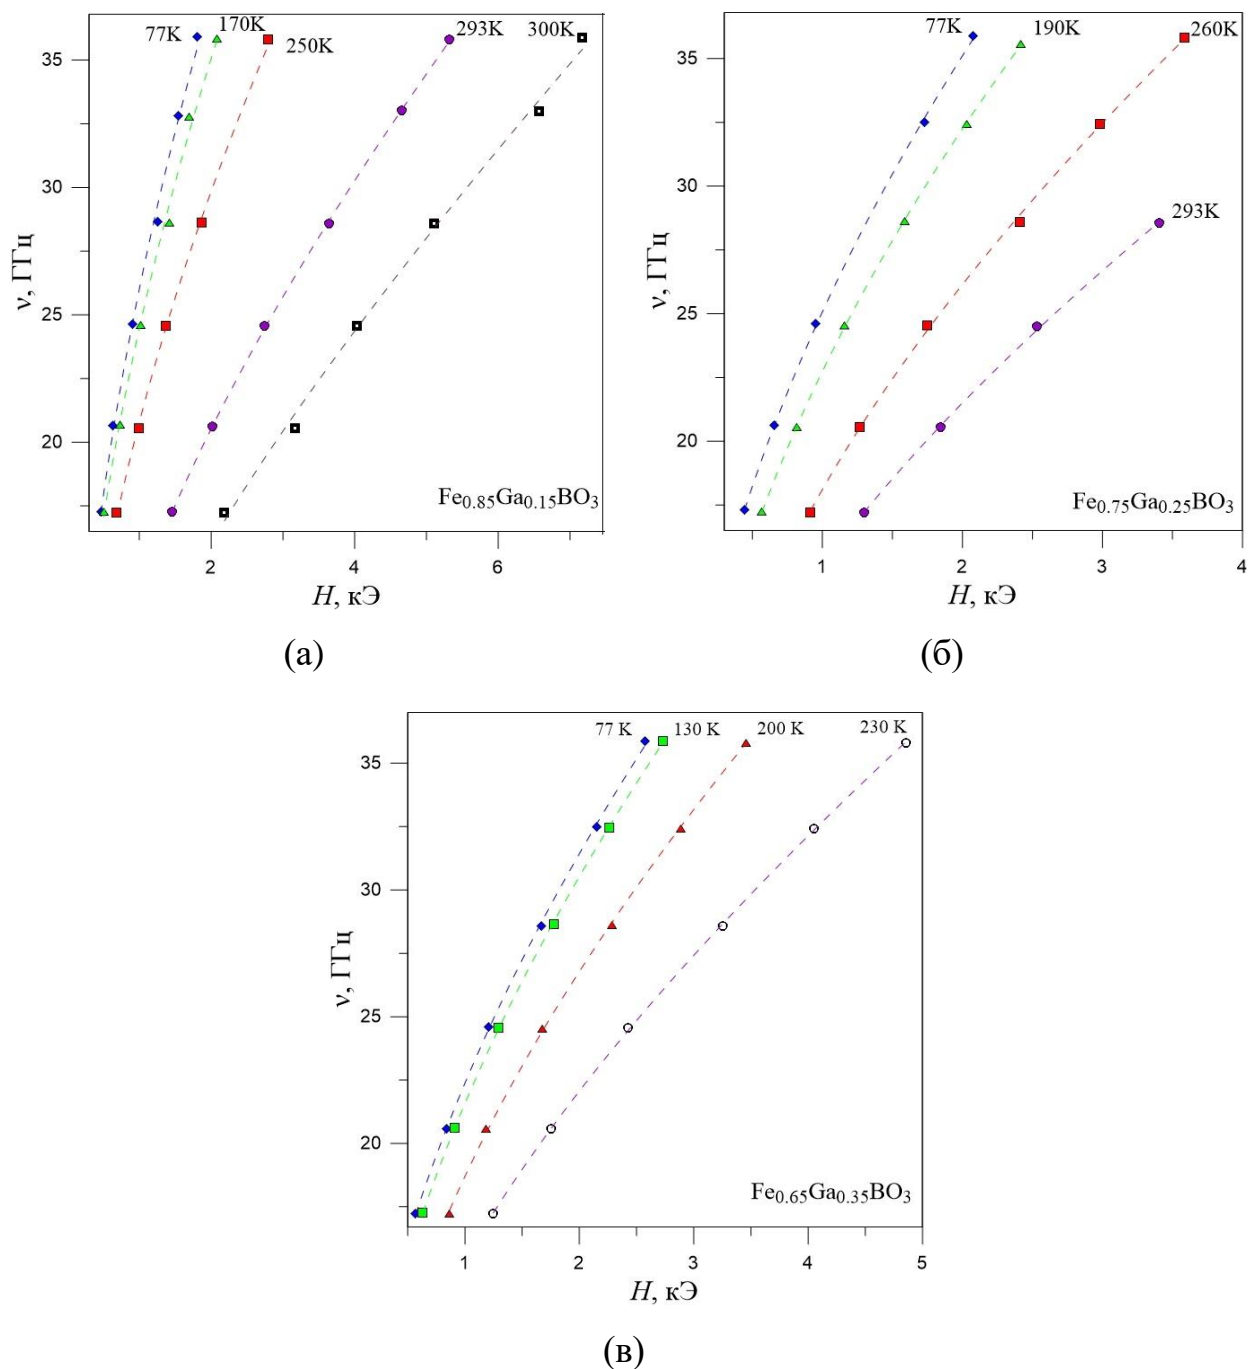 77K 170K 250K 293K 300K
35
30
25
20
ν, ГГц
Fe0.85Ga0.15BO3
2 4 6
H, кЭ
(а)
77K 190K 260K
293K
35
30
25
20
ν, ГГц
Fe0.75Ga0.25BO3
1 2 3 4
H, кЭ
(б)
77 K 130 K 200 K 230 K
35
30
25
20
ν, ГГц
Fe0.65Ga0.35BO3
1 2 3 4 5
H, кЭ
(в)